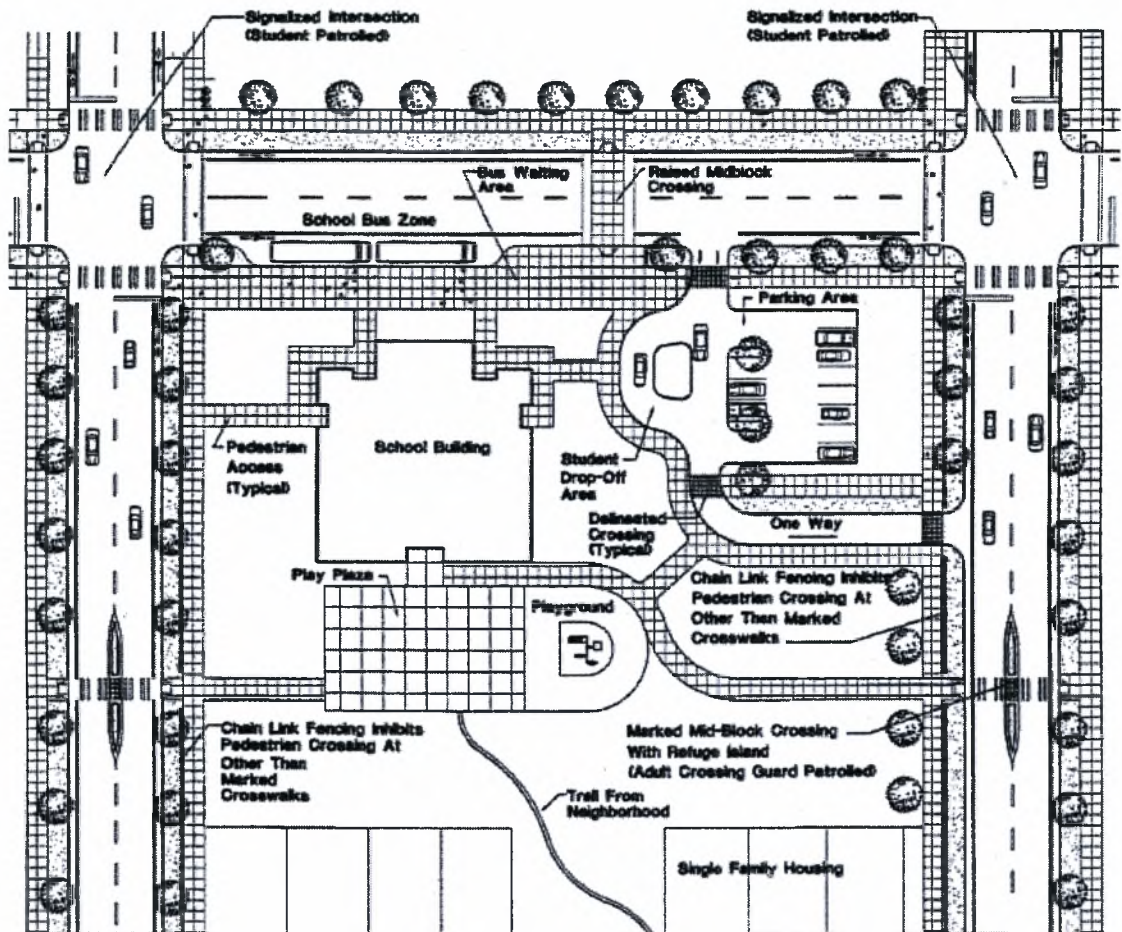 Signalized Intersection
(Student Patrolled)
Signalized Intersection
(Student Patrolled)
Bus Waiting
Area
Raised Midblock
Crossing
School Bus Zone
Parking Area
Pedestrian
Access
(Typical)
School Building
Student
Drop-Off
Area
Delineated
Crossing
(Typical)
One Way
Play Plaza
Playground
Chain Link Fencing Inhibits
Pedestrian Crossing At
Other Than Marked
Crosswalks
Chain Link Fencing Inhibits
Pedestrian Crossing At
Other Than
Marked
Crosswalks
Marked Mid-Block Crossing
With Refuge Island
(Adult Crossing Guard Patrolled)
Trail From
Neighborhood
Single Family Housing